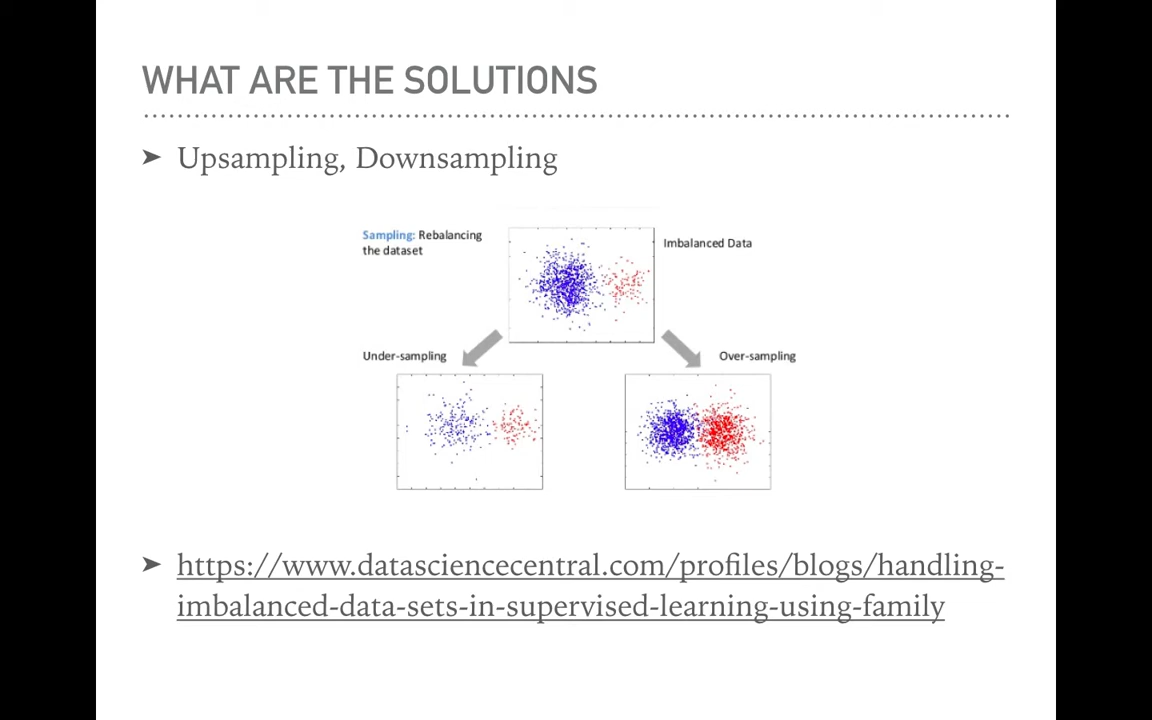 WHAT ARE THE SOLUTIONS
➤ Upsampling, Downsampling
Sampling: Rebalancing
the dataset
Imbalanced Data
Under-sampling
Over-sampling
➤ https://www.datasciencecentral.com/profiles/blogs/handling-
imbalanced-data-sets-in-supervised-learning-using-family